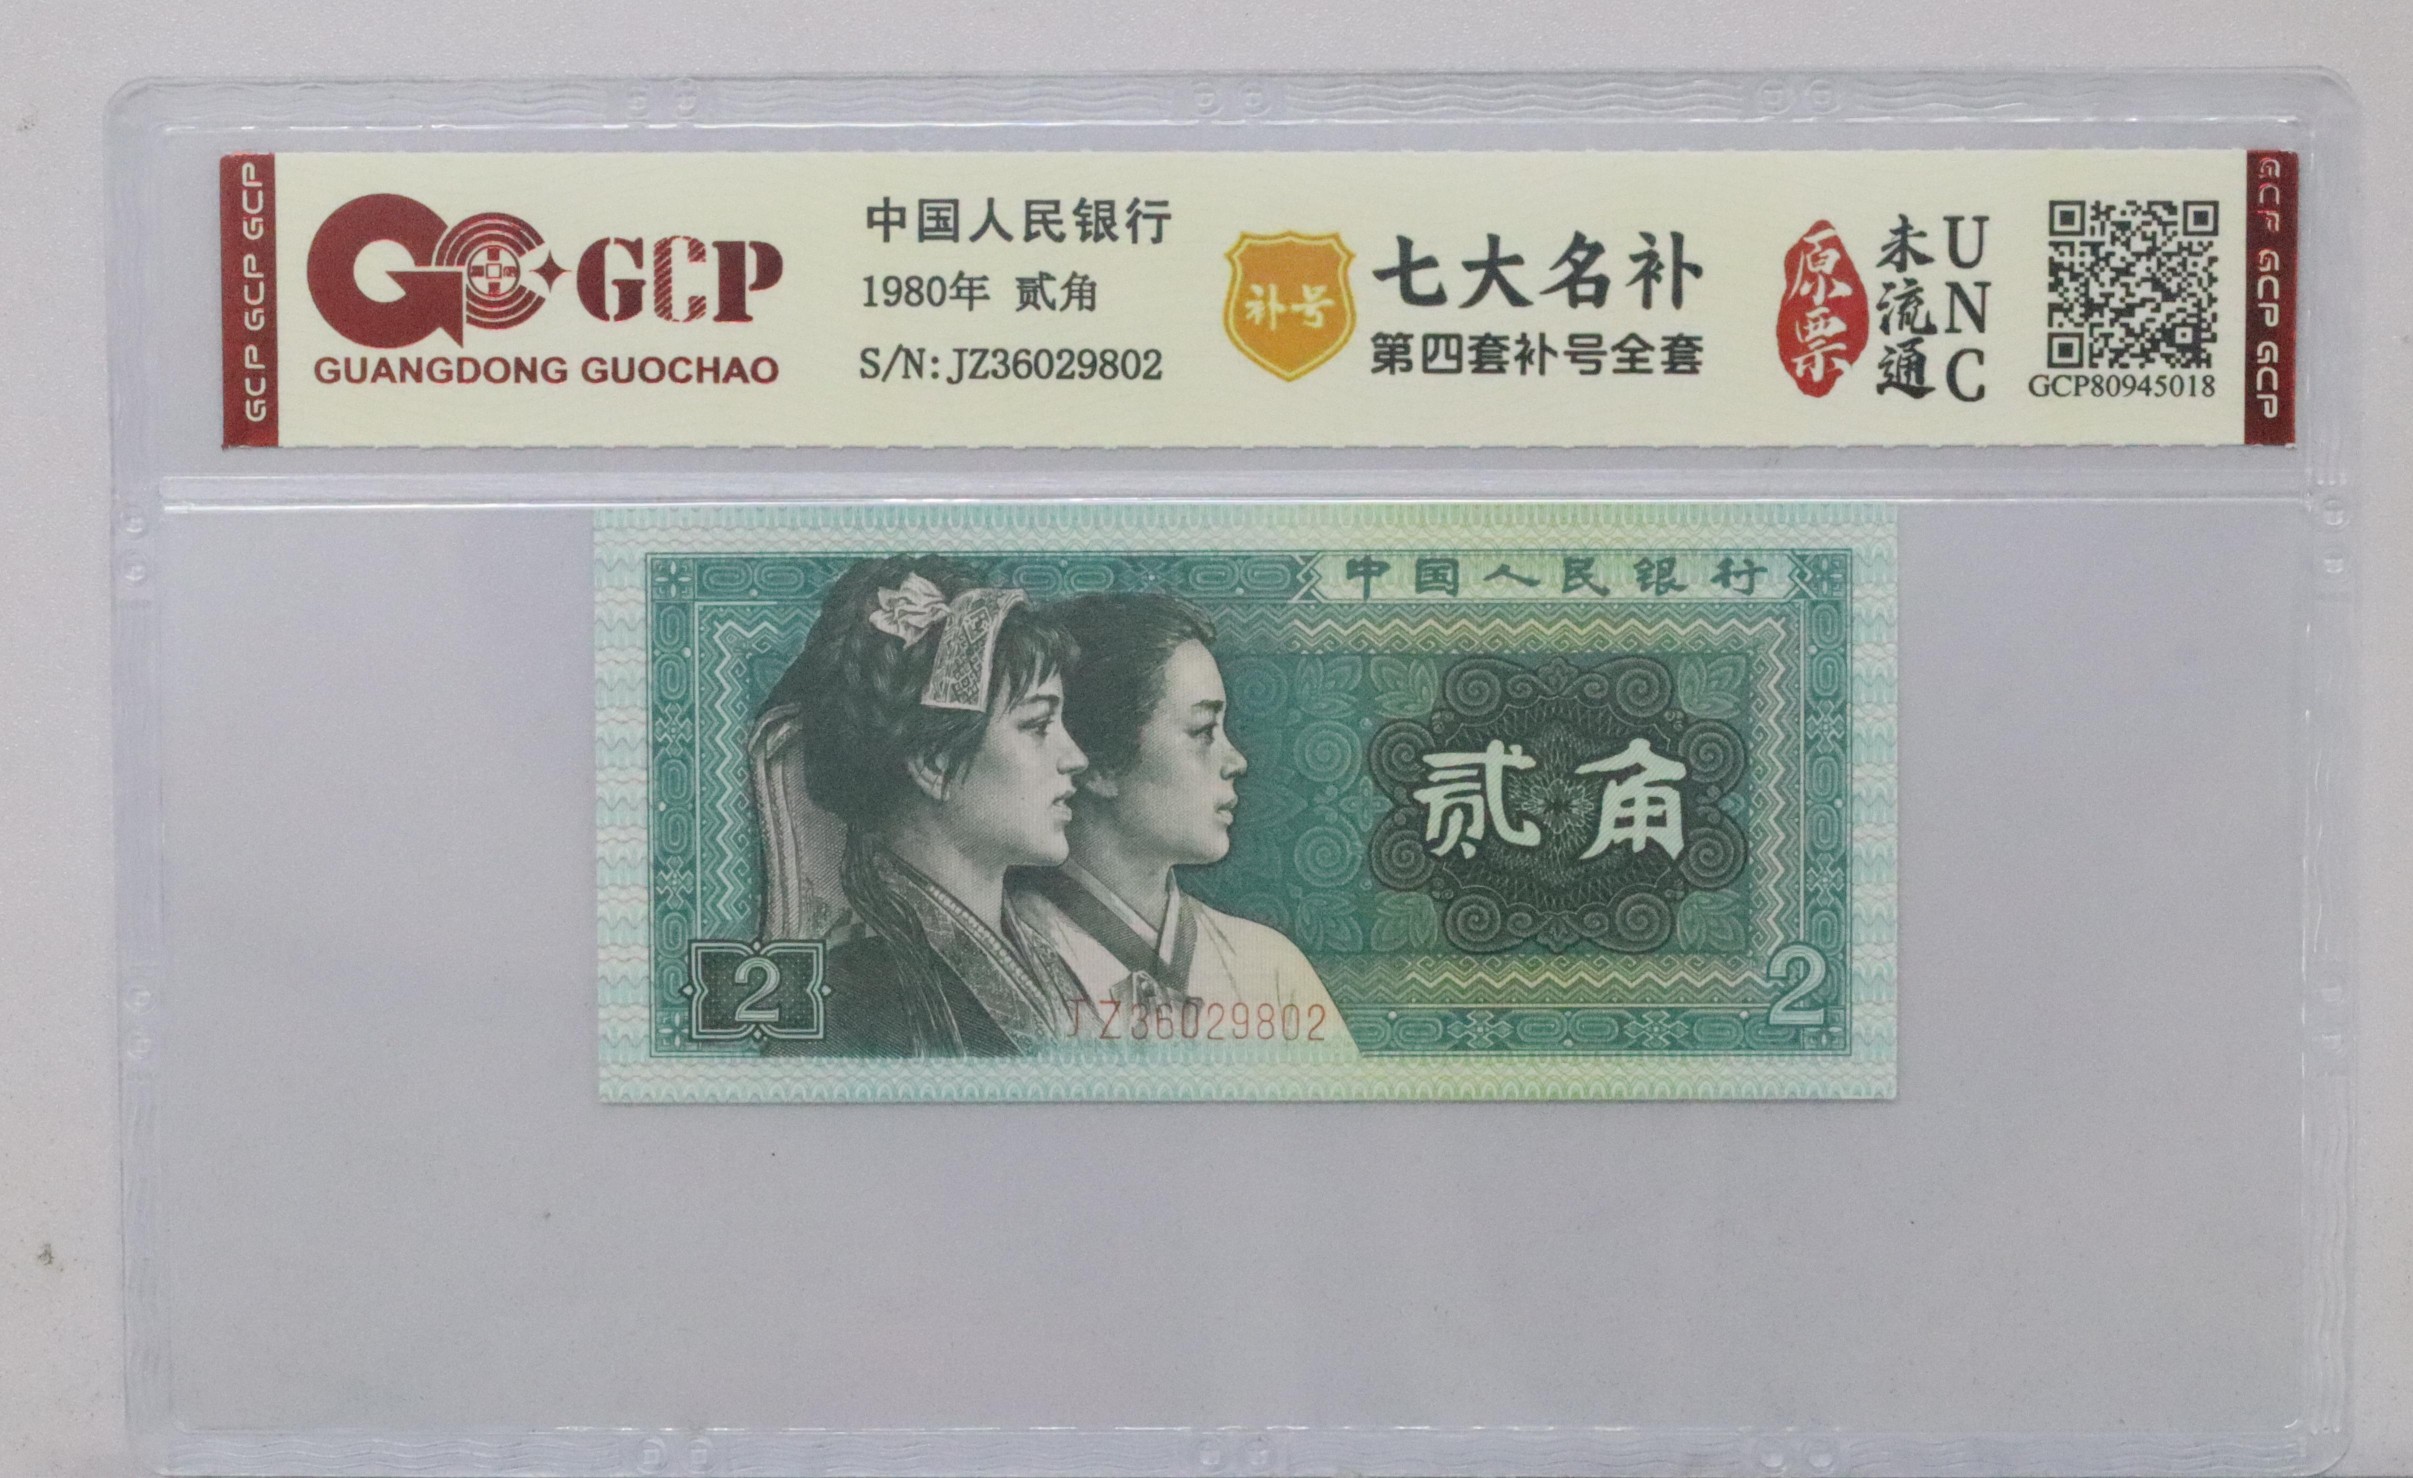 GCP GCP GCP
GCP
GUANGDONG GUOCHAO
中国人民银行
1980年 贰角
S/N: JZ36029802
补号
七大名补
第四套补号全套
原票
未流通
UNC
GCP80945018
GCP GCP GCP
中国人民银行
贰角
2
2
JZ36029802